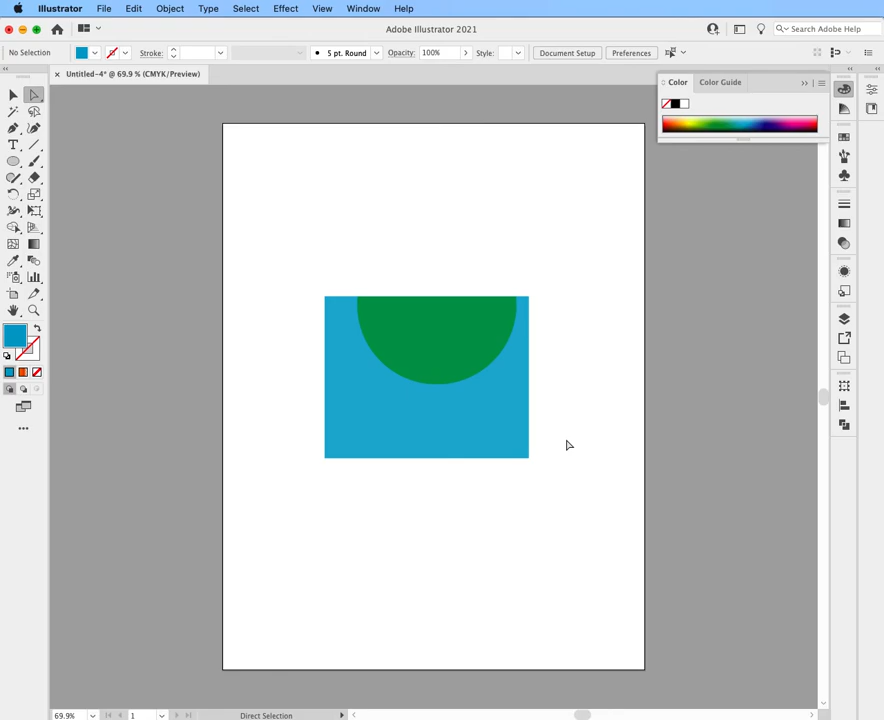 Illustrator File Edit Object Type Select Effect View Window Help
Adobe Illustrator 2021
Search Adobe Help
No Selection Stroke: 5 pt. Round Opacity: 100% Style: Document Setup Preferences
Untitled-4* @ 69.9 % (CMYK/Preview)
Color Color Guide
69.9% 1 Direct Selection